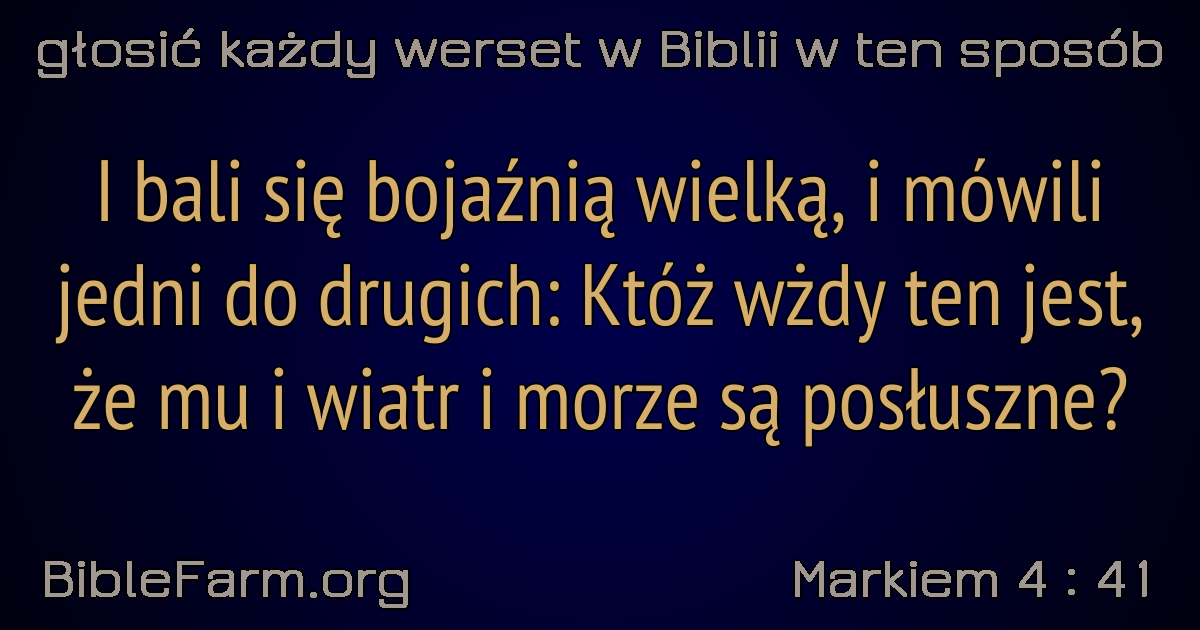 głosić każdy werset w Biblii w ten sposób
I bali się bojaźnią wielką, i mówili
jedni do drugich: Któż wżdy ten jest,
że mu i wiatr i morze są posłuszne?
BibleFarm.org
Markiem 4 : 41